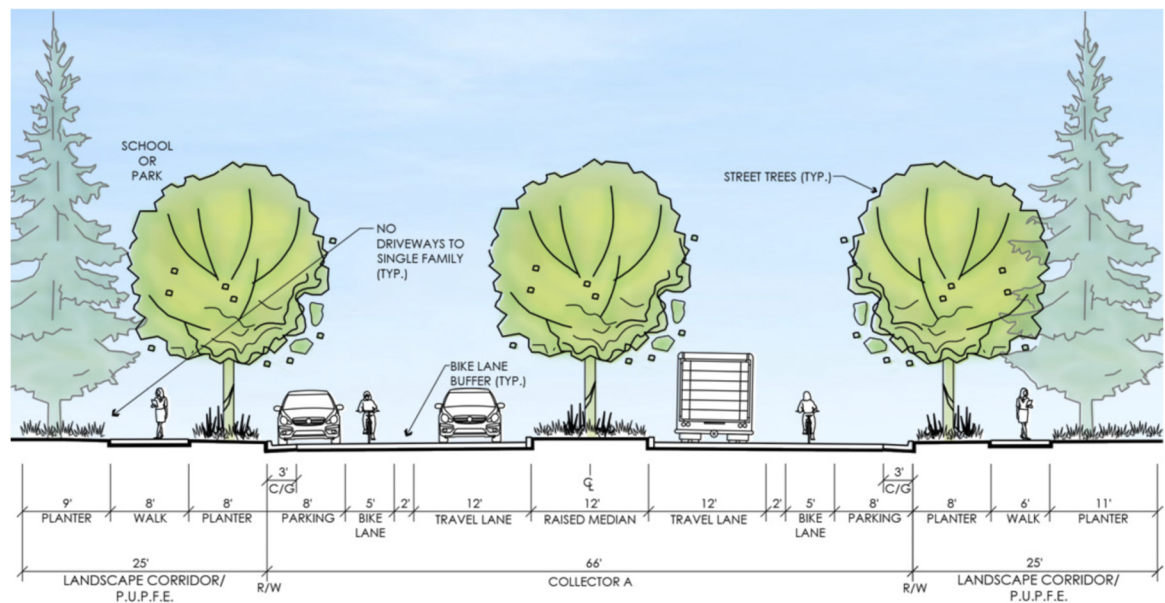 SCHOOL
OR
PARK
STREET TREES (TYP.)
NO
DRIVEWAYS TO
SINGLE FAMILY
(TYP.)
BIKE LANE
BUFFER (TYP.)
3'
C/G
℄
3'
C/G
9' 8' 8' 8' 5' 2' 12' 12' 12' 2' 5' 8' 8' 6' 11'
PLANTER WALK PLANTER PARKING BIKE LANE TRAVEL LANE RAISED MEDIAN TRAVEL LANE BIKE LANE PARKING PLANTER WALK PLANTER
25' 66' 25'
LANDSCAPE CORRIDOR/
P.U.P.F.E.
R/W
COLLECTOR A
R/W
LANDSCAPE CORRIDOR/
P.U.P.F.E.